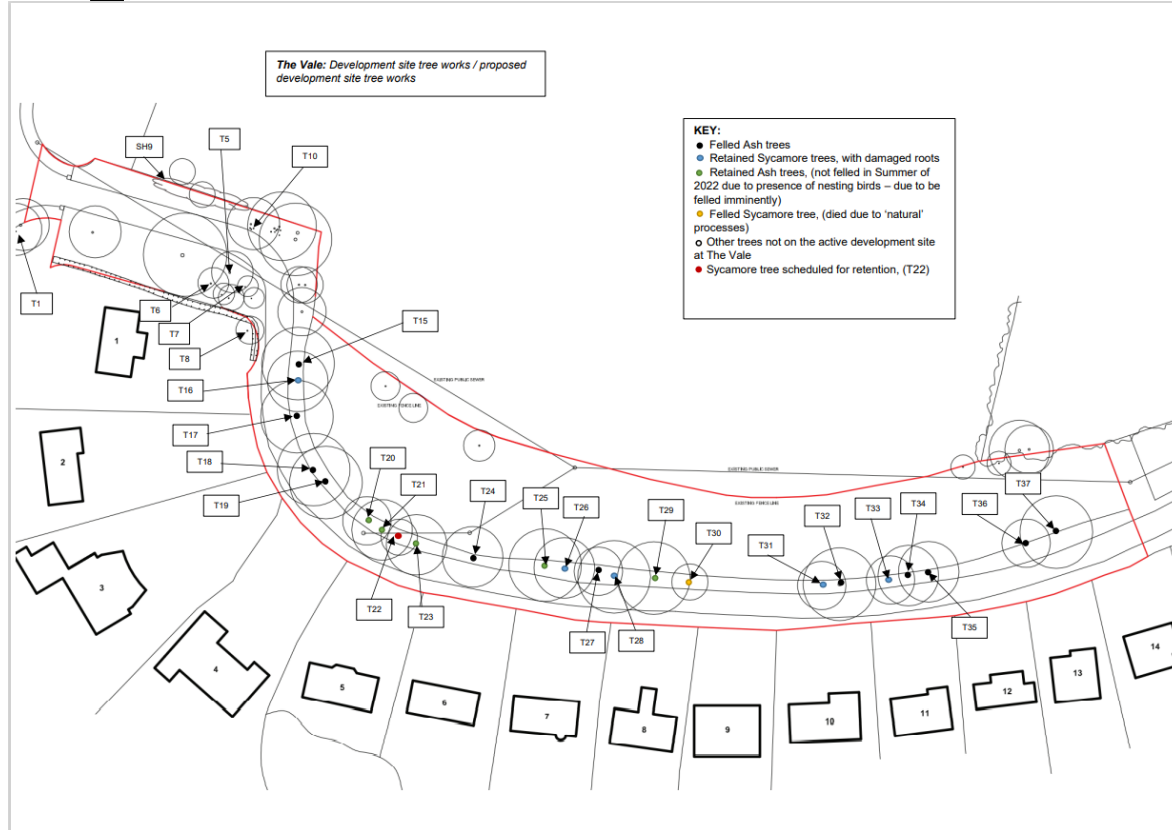 The Vale: Development site tree works / proposed
development site tree works
KEY:
Felled Ash trees
Retained Sycamore trees, with damaged roots
Retained Ash trees, (not felled in Summer of
2022 due to presence of nesting birds – due to be
felled imminently)
Felled Sycamore tree, (died due to ‘natural’
processes)
Other trees not on the active development site
at The Vale
Sycamore tree scheduled for retention, (T22)
SH9
T5
T10
T1
T6
T7
T8
T15
T16
T17
T18
T19
T20
T21
T22
T23
T24
T25
T26
T27
T28
T29
T30
T31
T32
T33
T34
T35
T36
T37
EXISTING PUBLIC SEWER
EXISTING FENCE LINE
EXISTING PUBLIC SEWER
EXISTING FENCE LINE
1
2
3
4
5
6
7
8
9
10
11
12
13
14